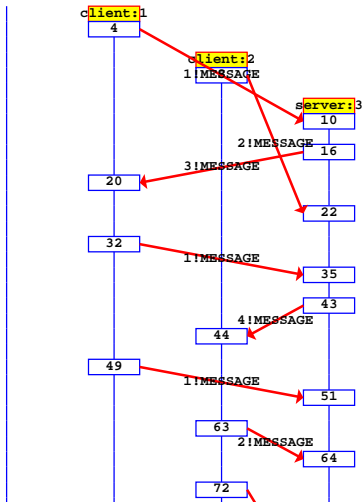 client:1
4
client:2
1!MESSAGE
server:3
10
2!MESSAGE
16
3!MESSAGE
20
22
32
1!MESSAGE
35
43
4!MESSAGE
44
49
1!MESSAGE
51
63
2!MESSAGE
64
72